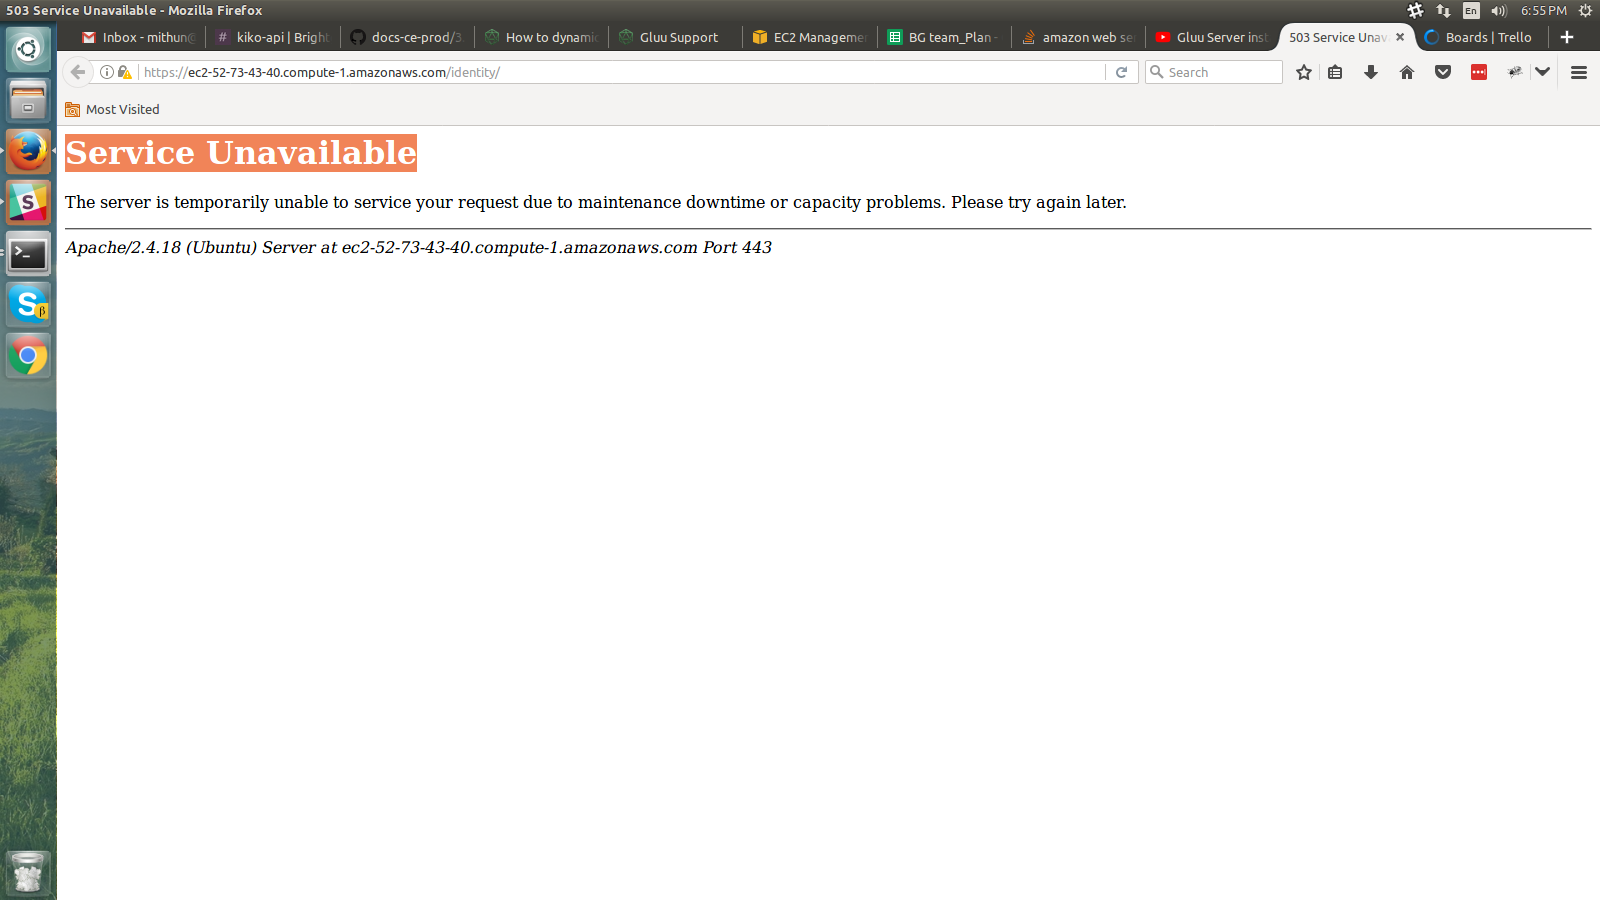 503 Service Unavailable - Mozilla Firefox
En
6:55 PM
Inbox - mithun@
# kiko-api | Bright
docs-ce-prod/3.
How to dynamic
Gluu Support
EC2 Manageme
BG team_Plan -
amazon web se
Gluu Server inst
503 Service Unav
Boards | Trello
https://ec2-52-73-43-40.compute-1.amazonaws.com/identity/
Search
Most Visited
Service Unavailable
The server is temporarily unable to service your request due to maintenance downtime or capacity problems. Please try again later.
Apache/2.4.18 (Ubuntu) Server at ec2-52-73-43-40.compute-1.amazonaws.com Port 443